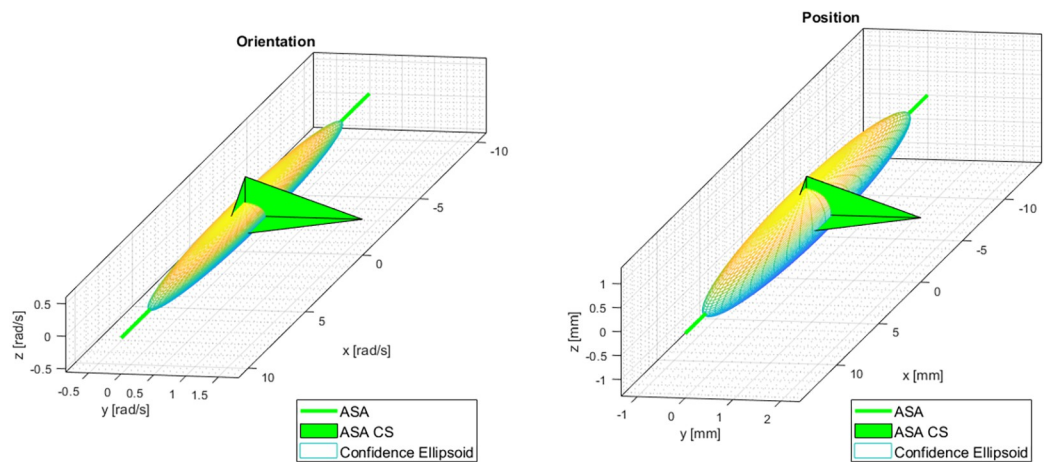 Orientation
-10
-5
0
5
10
x [rad/s]
0.5
0
-0.5
z [rad/s]
-0.5
0
0.5
1
1.5
y [rad/s]
ASA
ASA CS
Confidence Ellipsoid
Position
-10
-5
0
5
10
x [mm]
1
0.5
0
-0.5
-1
z [mm]
-1
0
1
2
y [mm]
ASA
ASA CS
Confidence Ellipsoid